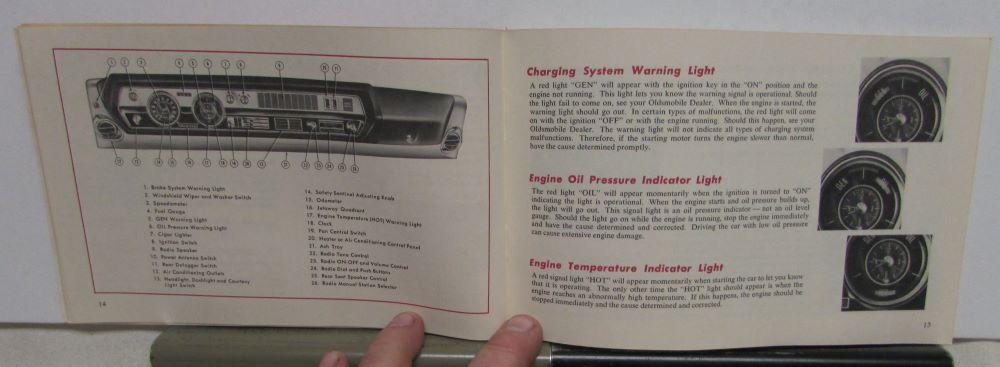 1. Brake System Warning Light
2. Windshield Wiper and Washer Switch
3. Speedometer
4. Fuel Gauge
5. GEN Warning Light
6. Oil Pressure Warning Light
7. Cigar Lighter
8. Ignition Switch
9. Radio Speaker
10. Power Antenna Switch
11. Rear Defogger Switch
12. Air Conditioning Outlets
13. Headlight, Dashlight and Courtesy
Light Switch
14. Safety Sentinel Adjusting Knob
15. Odometer
16. Jetaway Quadrant
17. Engine Temperature (HOT) Warning Light
18. Clock
19. Fan Control Switch
20. Heater or Air Conditioning Control Panel
21. Ash Tray
22. Radio Tone Control
23. Radio ON-OFF and Volume Control
24. Radio Dial and Push Buttons
25. Rear Seat Speaker Control
26. Radio Manual Station Selector
14
Charging System Warning Light
A red light "GEN" will appear with the ignition key in the "ON" position and the
engine not running. This light lets you know the warning signal is operational. Should
the light fail to come on, see your Oldsmobile Dealer. When the engine is started, the
warning light should go out. In certain types of malfunctions, the red light will come
on with the ignition "OFF" or with the engine running. Should this happen, see your
Oldsmobile Dealer. The warning light will not indicate all types of charging system
malfunctions. Therefore, if the starting motor turns the engine slower than normal,
have the cause determined promptly.
Engine Oil Pressure Indicator Light
The red light "OIL" will appear momentarily when the ignition is turned to "ON"
indicating the light is operational. When the engine starts and oil pressure builds up,
the light will go out. This signal light is an oil pressure indicator — not an oil level
gauge. Should the light go on while the engine is running, stop the engine immediately
and have the cause determined and corrected. Driving the car with low oil pressure
can cause extensive engine damage.
Engine Temperature Indicator Light
A red signal light "HOT" will appear momentarily when starting the car to let you know
that it is operating. The only other time the "HOT" light should appear is when the
engine reaches an abnormally high temperature. If this happens, the engine should be
stopped immediately and the cause determined and corrected.
OIL
GEN
15